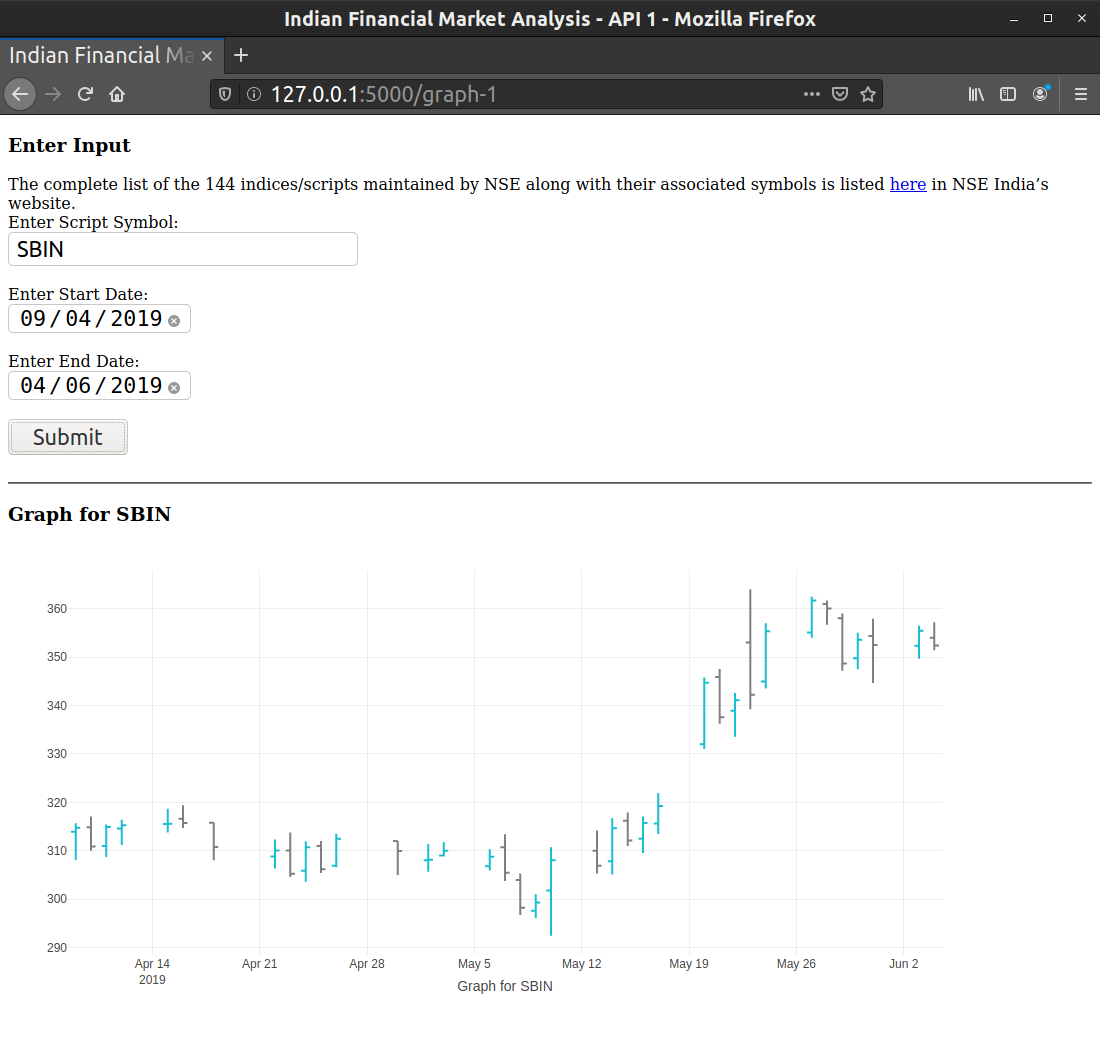 Indian Financial Market Analysis - API 1 - Mozilla Firefox
Indian Financial Ma
127.0.0.1:5000/graph-1
Enter Input
The complete list of the 144 indices/scripts maintained by NSE along with their associated symbols is listed here in NSE India’s
website.
Enter Script Symbol:
SBIN
Enter Start Date:
09/04/2019
Enter End Date:
04/06/2019
Submit
Graph for SBIN
360
350
340
330
320
310
300
290
Apr 14 Apr 21 Apr 28 May 5 May 12 May 19 May 26 Jun 2
2019
Graph for SBIN